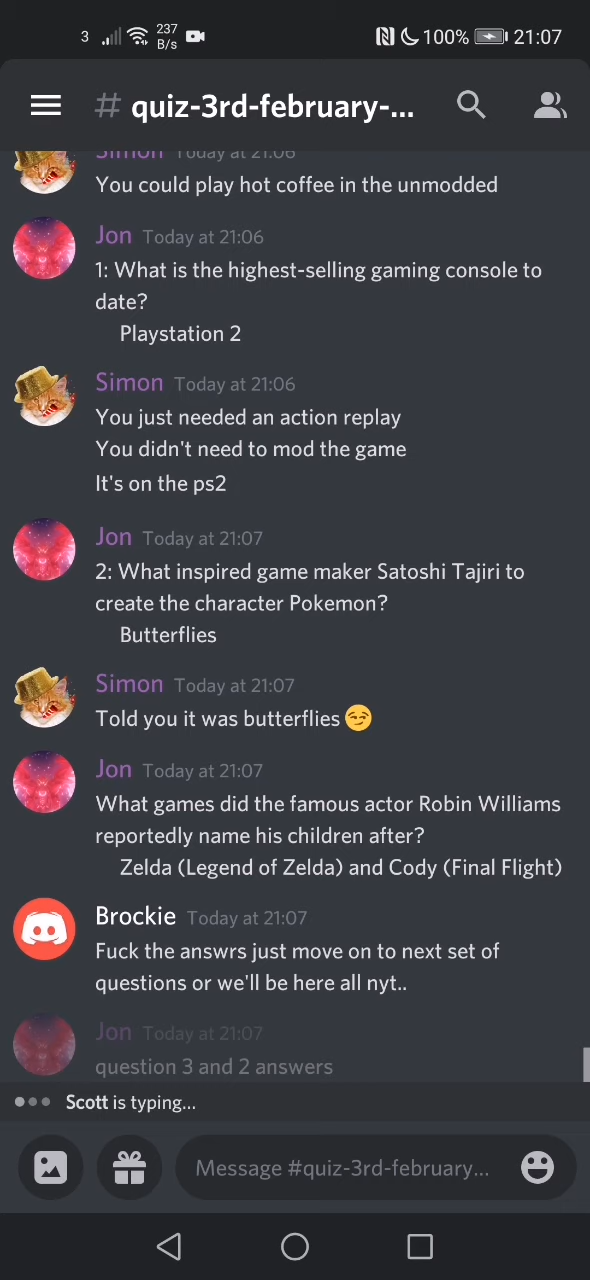 3 237 B/s 100% 21:07
# quiz-3rd-february-...
Simon Today at 21:06
You could play hot coffee in the unmodded
Jon Today at 21:06
1: What is the highest-selling gaming console to
date?
Playstation 2
Simon Today at 21:06
You just needed an action replay
You didn't need to mod the game
It's on the ps2
Jon Today at 21:07
2: What inspired game maker Satoshi Tajiri to
create the character Pokemon?
Butterflies
Simon Today at 21:07
Told you it was butterflies 😏
Jon Today at 21:07
What games did the famous actor Robin Williams
reportedly name his children after?
Zelda (Legend of Zelda) and Cody (Final Flight)
Brockie Today at 21:07
Fuck the answrs just move on to next set of
questions or we'll be here all nyt..
Jon Today at 21:07
question 3 and 2 answers
Scott is typing...
Message #quiz-3rd-february...